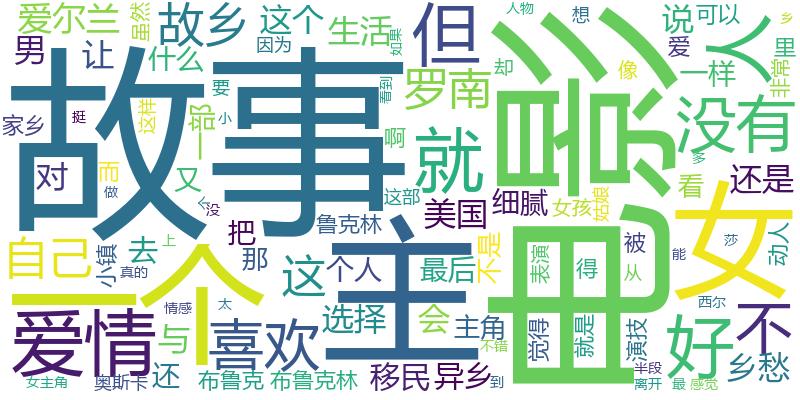 爱尔兰
虽然
故乡
这个
因为
生活
如果
但
人物
想
说
可以
爱
人
乡
里
非常
男
让
什么
故事
电影
罗南
却
像
一样
家乡
挺
这样
要
小
一部
看到
啊
就
没有
多
对
而
做
又
人
没
这部
美国
细腻
女孩
姑娘
看
还是
鲁克林
把
女
自己
小镇
真的
去
上
那
这
个人
主
最后
不是
表演
得
被
从
能
莎
动人
一个
情感
太
西尔
爱情
与
喜欢
选择
会
主角
不错
觉得
就是
演技
好
不
女主角
奥斯卡
还
布鲁克
布鲁克林
移民
异乡
到
半段
离开
最
感觉
乡愁